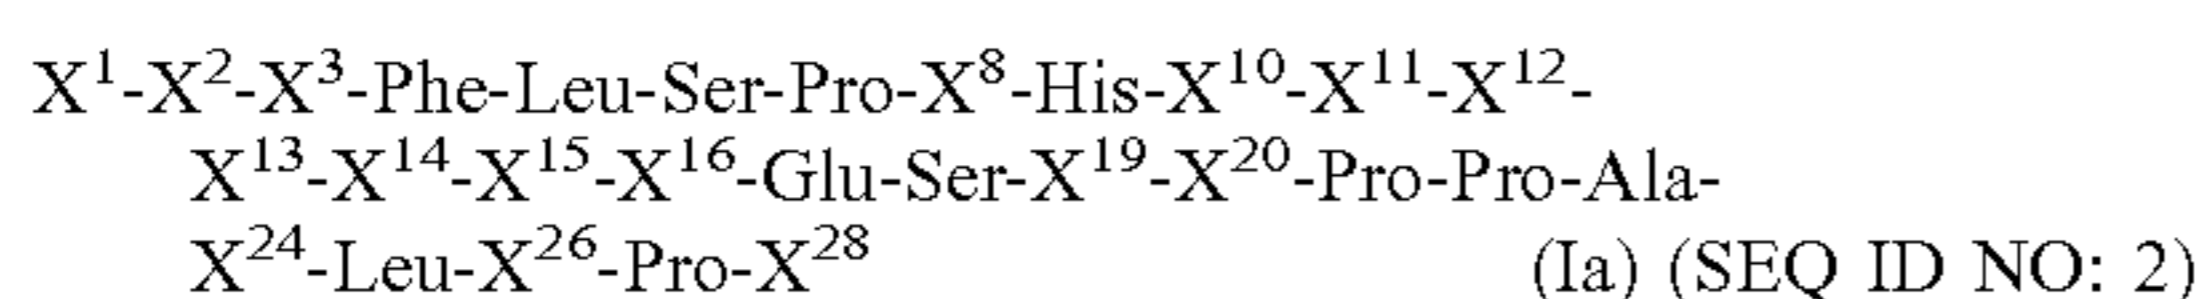 X¹-X²-X³-Phe-Leu-Ser-Pro-X⁸-His-X¹⁰-X¹¹-X¹²-
X¹³-X¹⁴-X¹⁵-X¹⁶-Glu-Ser-X¹⁹-X²⁰-Pro-Pro-Ala-
X²⁴-Leu-X²⁶-Pro-X²⁸ (Ia) (SEQ ID NO: 2)